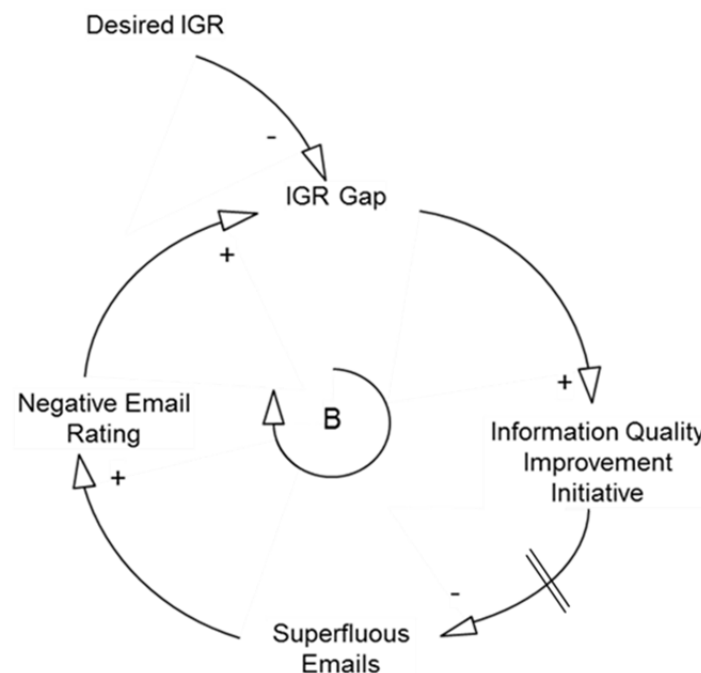 Desired IGR
-
IGR Gap
+
+
B
Negative Email
Rating
Information Quality
Improvement
Initiative
+
-
Superfluous
Emails